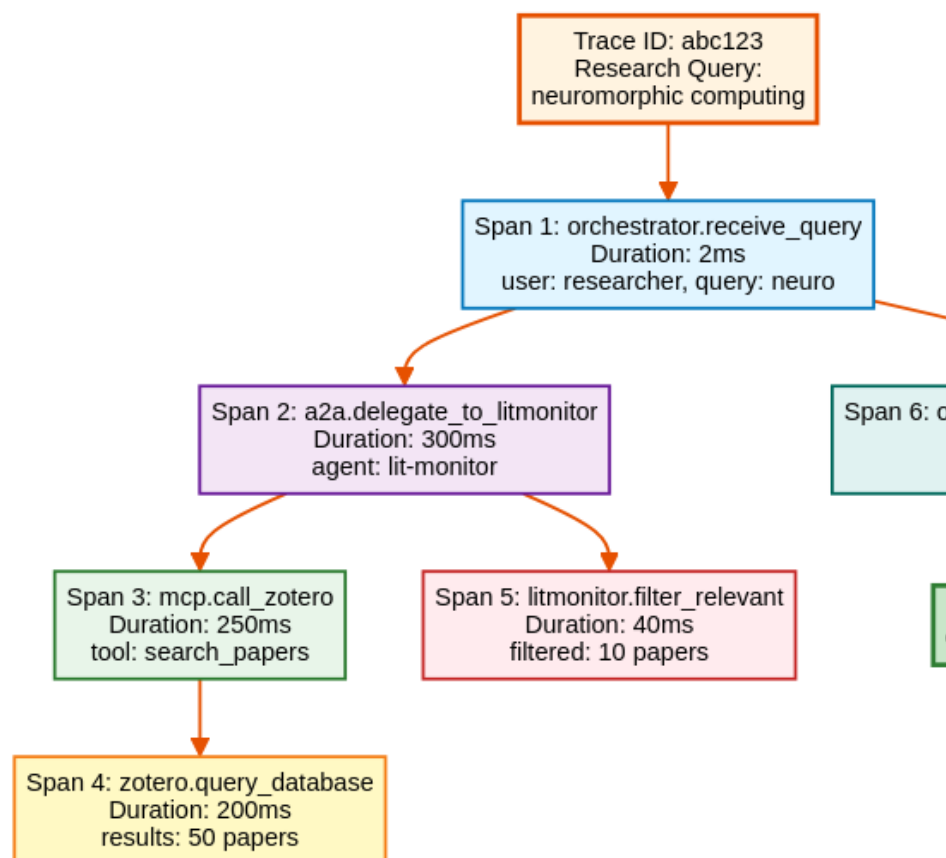 Trace ID: abc123
Research Query:
neuromorphic computing
Span 1: orchestrator.receive_query
Duration: 2ms
user: researcher, query: neuro
Span 2: a2a.delegate_to_litmonitor
Duration: 300ms
agent: lit-monitor
Span 6:
Span 3: mcp.call_zotero
Duration: 250ms
tool: search_papers
Span 5: litmonitor.filter_relevant
Duration: 40ms
filtered: 10 papers
Span 4: zotero.query_database
Duration: 200ms
results: 50 papers